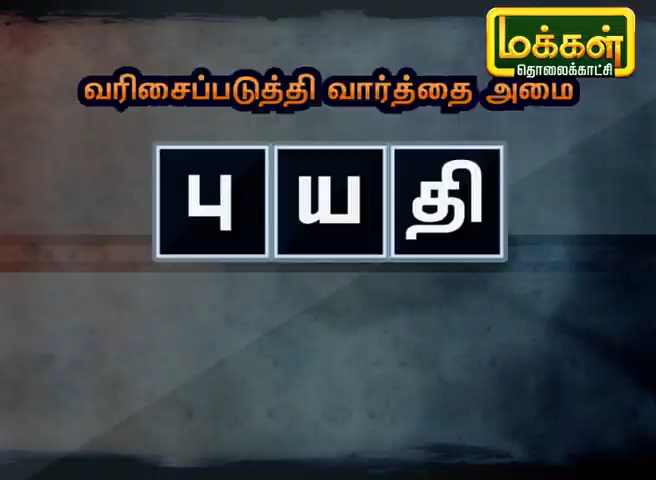 மக்கள்
தொலைக்காட்சி
வரிசைப்படுத்தி வார்த்தை அமை
பு ய தி